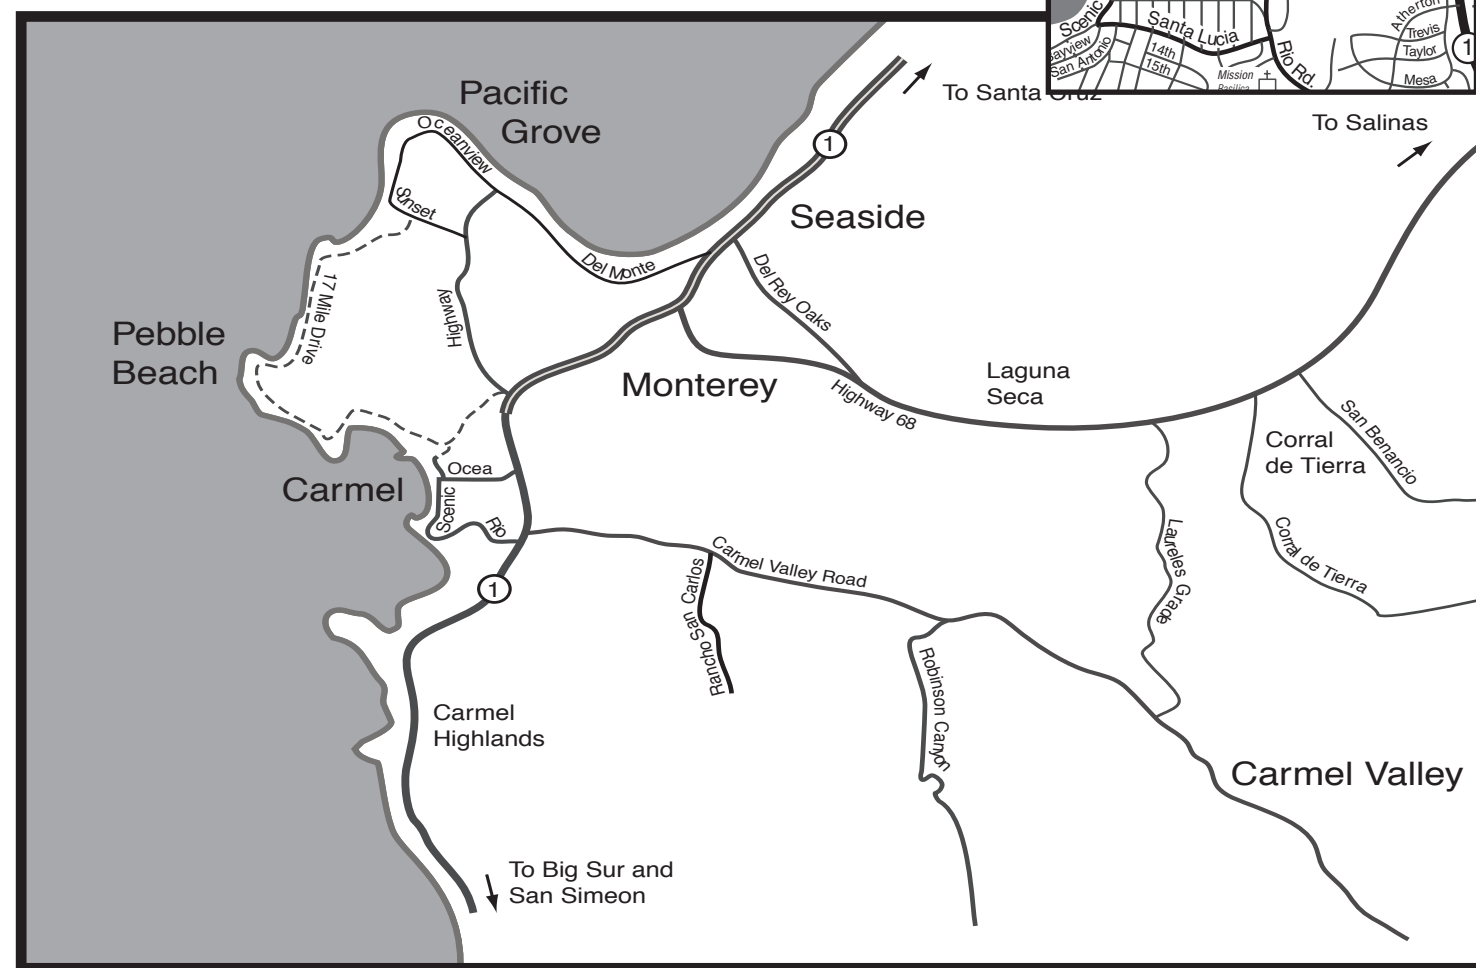 Scenic
Santa Lucia
14th
15th
San Antonio
Mission
Rio Rd.
Atherton
Trevis
Taylor
Mesa
1
To Santa Cruz
To Salinas
Pacific
Grove
Oceanview
Sunset
1
Seaside
Del Monte
Del Rey Oaks
17 Mile Drive
Highway
Pebble
Beach
Monterey
Highway 68
Laguna
Seca
San Benancio
Corral
de Tierra
Corral de Tierra
Carmel
Ocea
Scenic
Rio
1
Carmel Valley Road
Rancho San Carlos
Laureles Grade
Robinson Canyon
Carmel
Highlands
Carmel Valley
To Big Sur and
San Simeon